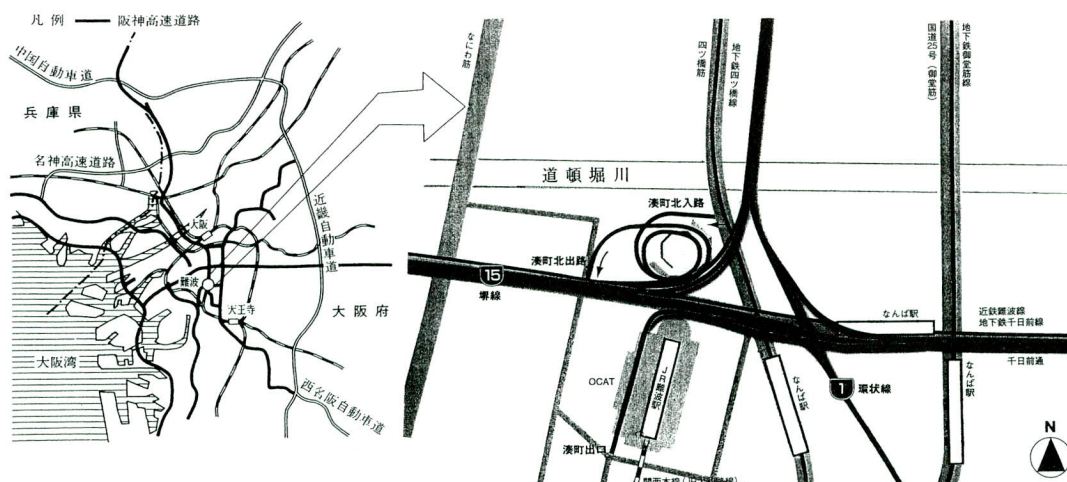 凡 例 阪神高速道路
中国自動車道
兵 庫 県
名神高速道路
近畿自動車道
大阪
難波
天王寺
大 阪 府
大阪湾
西名阪自動車道
なにわ筋
四ツ橋筋
地下鉄四ツ橋線
国道25号(御堂筋)
地下鉄御堂筋線
道 頓 堀 川
湊町北入路
湊町北出路
15
堺線
なんば駅
近鉄難波線
地下鉄千日前線
千日前通
OCAT
JR難波駅
なんば駅
なんば駅
1
環状線
湊町出口
N